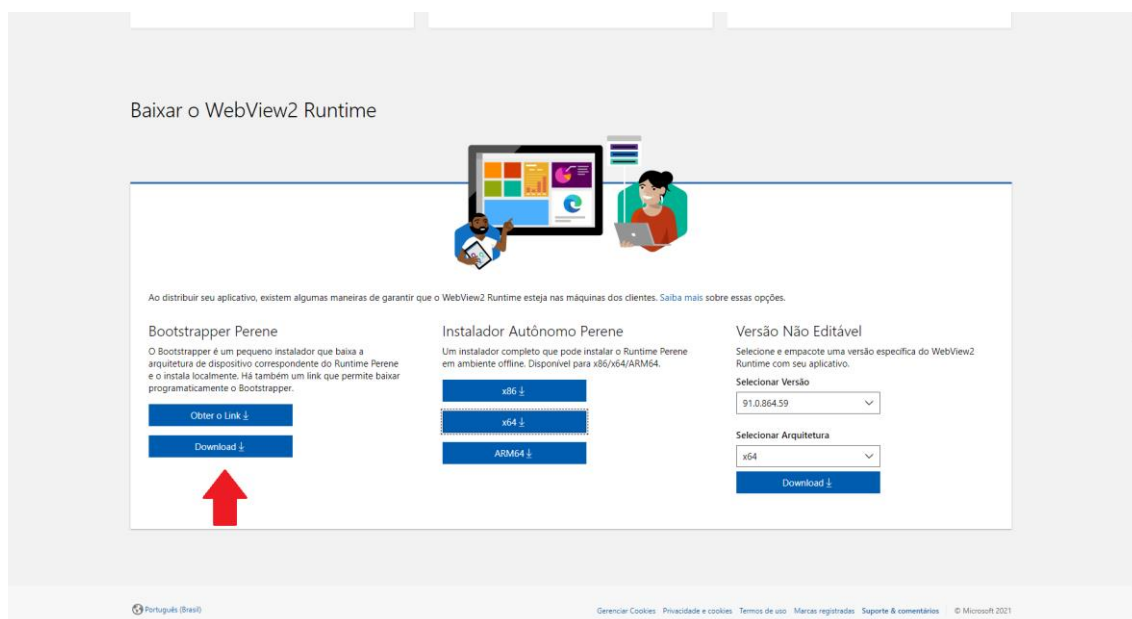 Baixar o WebView2 Runtime
Ao distribuir seu aplicativo, existem algumas maneiras de garantir que o WebView2 Runtime esteja nas máquinas dos clientes. Saiba mais sobre essas opções.
Bootstrapper Perene
O Bootstrapper é um pequeno instalador que baixa a
arquitetura de dispositivo correspondente do Runtime Perene
e o instala localmente. Há também um link que permite baixar
programaticamente o Bootstrapper.
Obter o Link
Download
Instalador Autônomo Perene
Um instalador completo que pode instalar o Runtime Perene
em ambiente offline. Disponível para x86/x64/ARM64.
x86
x64
ARM64
Versão Não Editável
Selecione e empacote uma versão específica do WebView2
Runtime com seu aplicativo.
Selecionar Versão
91.0.864.59
Selecionar Arquitetura
x64
Download
Português (Brasil)
Gerenciar Cookies Privacidade e cookies Termos de uso Marcas registradas Suporte & comentários © Microsoft 2021